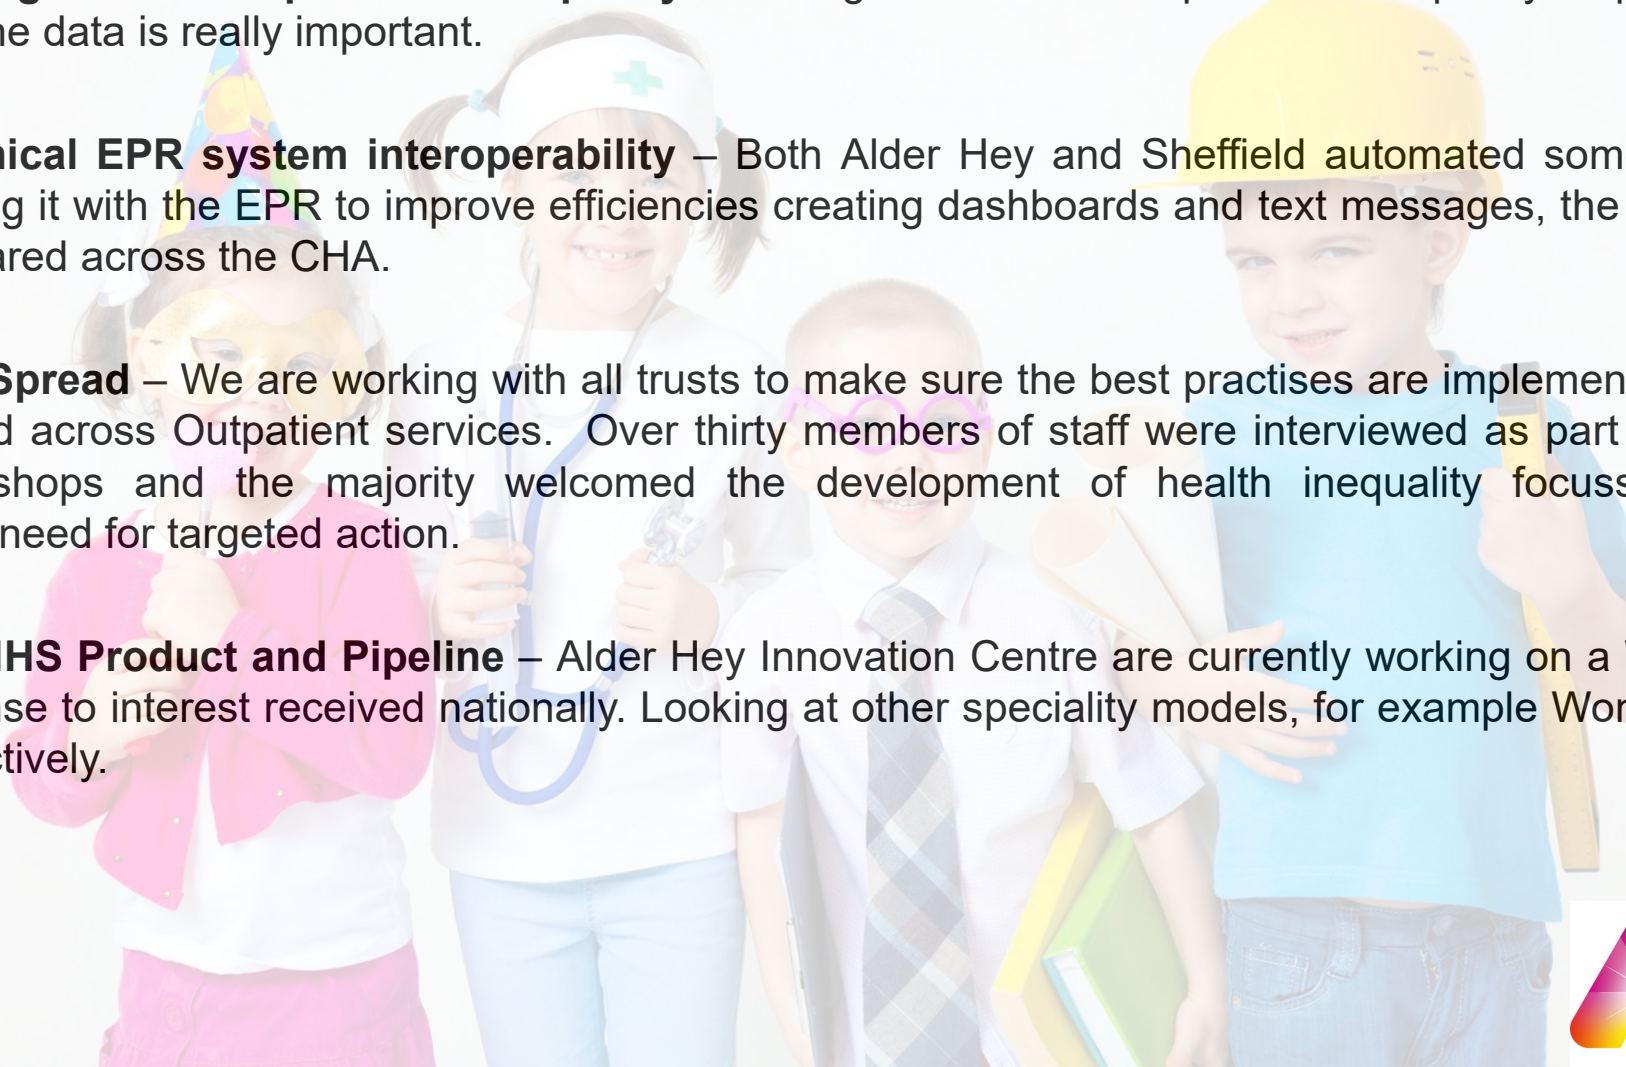 ne data is really important.
nical EPR system interoperability – Both Alder Hey and Sheffield automated som
g it with the EPR to improve efficiencies creating dashboards and text messages, the
ared across the CHA.
Spread – We are working with all trusts to make sure the best practises are implemen
d across Outpatient services.  Over thirty members of staff were interviewed as part
shops and the majority welcomed the development of health inequality focuss
need for targeted action.
HS Product and Pipeline – Alder Hey Innovation Centre are currently working on a
se to interest received nationally. Looking at other speciality models, for example Wor
ctively.